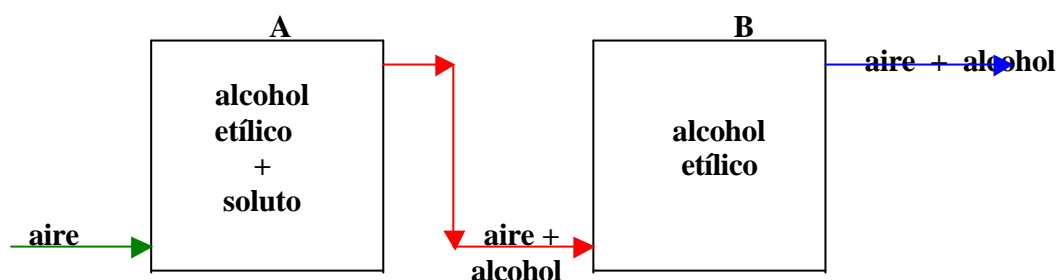 A
alcohol
etílico
+
soluto
aire
aire +
alcohol
B
alcohol
etílico
aire + alcohol